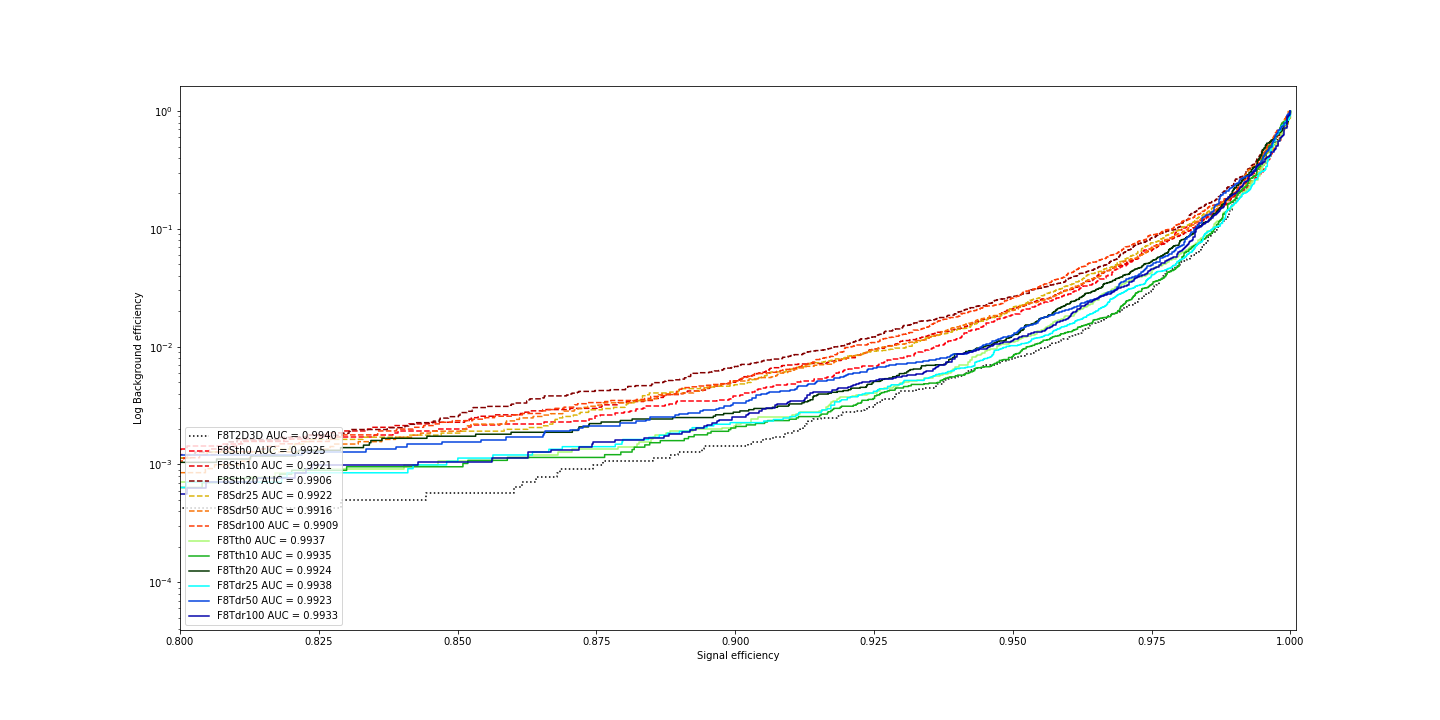 10⁰
10⁻¹
10⁻²
10⁻³
10⁻⁴
Log Background efficiency
F8T2D3D AUC = 0.9940
F8Sth0 AUC = 0.9925
F8Sth10 AUC = 0.9921
F8Sth20 AUC = 0.9906
F8Sdr25 AUC = 0.9922
F8Sdr50 AUC = 0.9916
F8Sdr100 AUC = 0.9909
F8Tth0 AUC = 0.9937
F8Tth10 AUC = 0.9935
F8Tth20 AUC = 0.9924
F8Tdr25 AUC = 0.9938
F8Tdr50 AUC = 0.9923
F8Tdr100 AUC = 0.9933
0.800 0.825 0.850 0.875 0.900 0.925 0.950 0.975 1.000
Signal efficiency